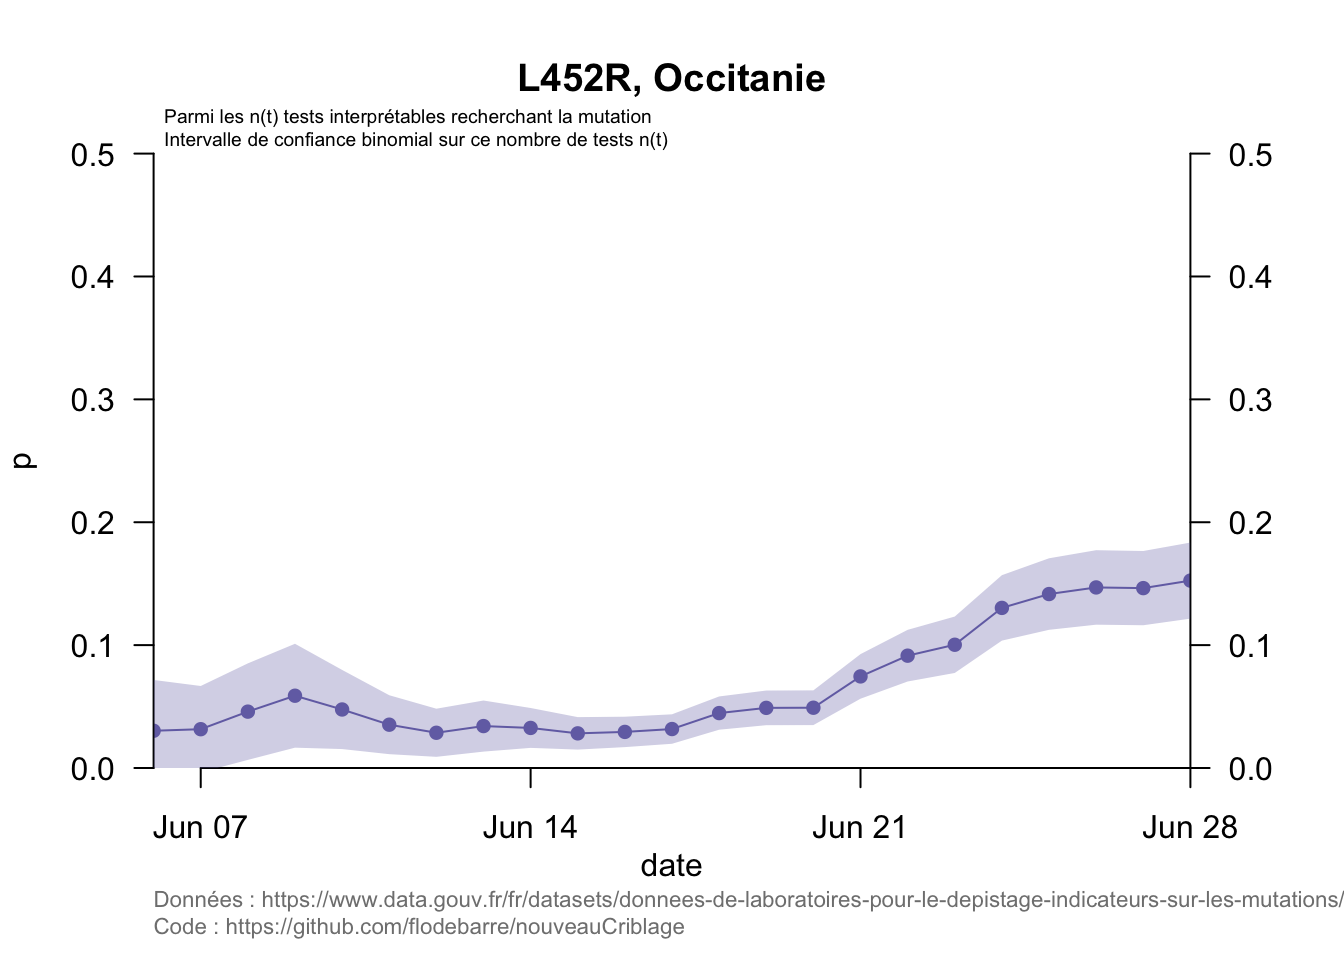 L452R, Occitanie
Parmi les n(t) tests interprétables recherchant la mutation
Intervalle de confiance binomial sur ce nombre de tests n(t)
0.5
0.4
0.3
0.2
0.1
0.0
p
0.5
0.4
0.3
0.2
0.1
0.0
Jun 07 Jun 14 Jun 21 Jun 28
date
Données : https://www.data.gouv.fr/fr/datasets/donnees-de-laboratoires-pour-le-depistage-indicateurs-sur-les-mutations/
Code : https://github.com/flodebarre/nouveauCriblage